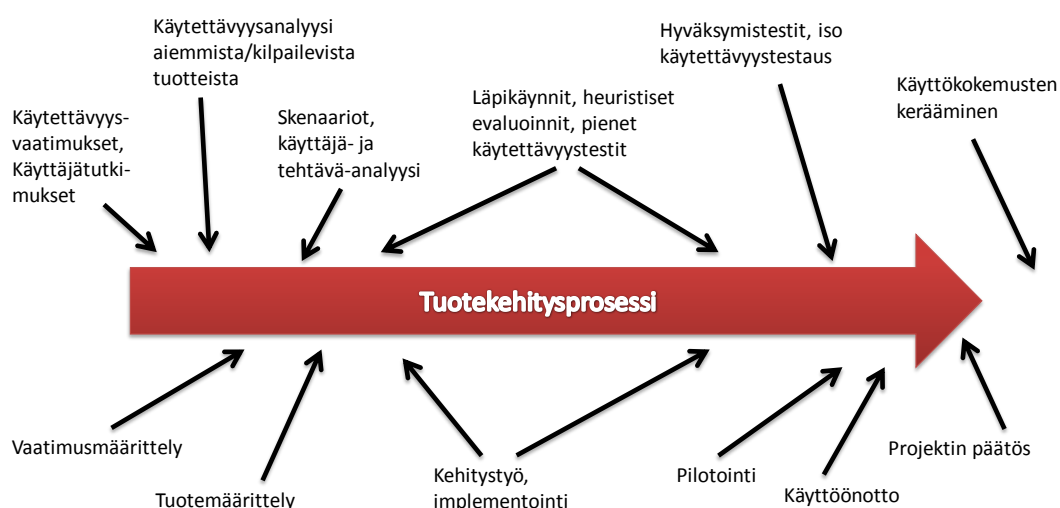 Käytettävyysanalyysi
aiemmista/kilpailevista
tuotteista
Hyväksymistestit, iso
käytettävyystestaus
Käyttökokemusten
kerääminen
Käytettävyys-
vaatimukset,
Käyttäjätutki-
mukset
Skenaariot,
käyttäjä- ja
tehtävä-analyysi
Läpikäynnit, heuristiset
evaluoinnit, pienet
käytettävyystestit
Tuotekehitysprosessi
Vaatimusmäärittely
Tuotemäärittely
Kehitystyö,
implementointi
Pilotointi
Käyttöönotto
Projektin päätös